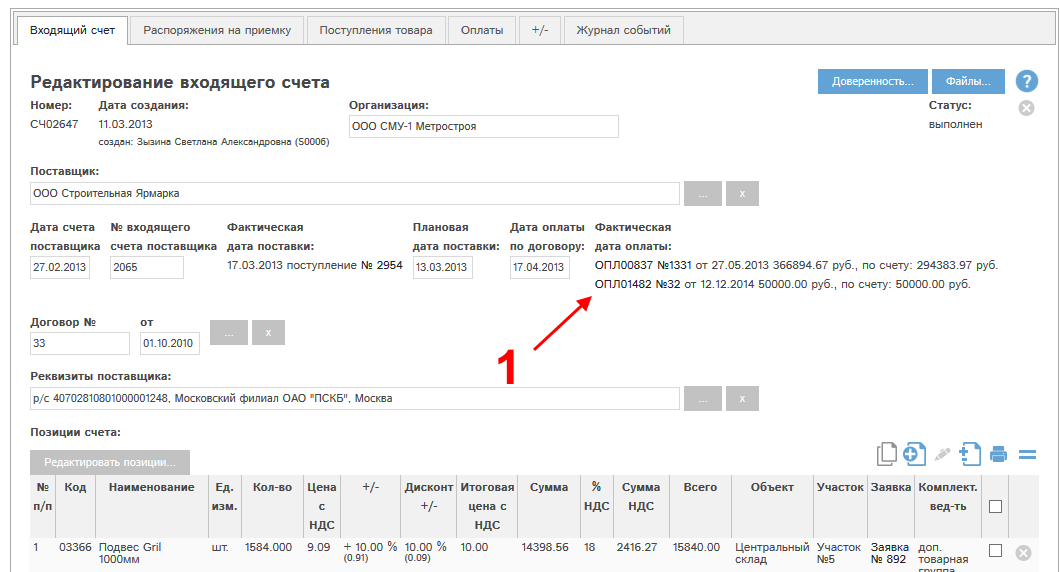 Входящий счет Распоряжения на приемку Поступления товара Оплаты +/- Журнал событий
Редактирование входящего счета Доверенность... Файлы... ?
Номер: Дата создания: Организация: Статус:
СЧ02647 11.03.2013 ООО СМУ-1 Метростроя выполнен
создан: Зызина Светлана Александровна (S0006)
Поставщик:
ООО Строительная Ярмарка ... x
Дата счета № входящего Фактическая Плановая Дата оплаты Фактическая
поставщика счета поставщика дата поставки: дата поставки: по договору: дата оплаты:
27.02.2013 2065 17.03.2013 поступление № 2954 13.03.2013 17.04.2013 ОПЛ00837 №1331 от 27.05.2013 366894.67 руб., по счету: 294383.97 руб.
ОПЛ01482 №32 от 12.12.2014 50000.00 руб., по счету: 50000.00 руб.
Договор № от
33 01.10.2010 ... x
1
Реквизиты поставщика:
р/с 40702810801000001248, Московский филиал ОАО "ПСКБ", Москва ... x
Позиции счета:
Редактировать позиции...
№ Код Наименование Ед. Кол-во Цена +/- Дисконт Итоговая Сумма % Сумма Всего Объект Участок Заявка Комплект.
п/п изм. с +/- цена с НДС НДС вед-ть
НДС НДС
1 03366 Подвес Gril шт. 1584.000 9.09 + 10.00 % 10.00 % 10.00 14398.56 18 2416.27 15840.00 Центральный Участок Заявка доп.
1000мм (0.91) (0.09) склад №5 № 892 товарная
группа